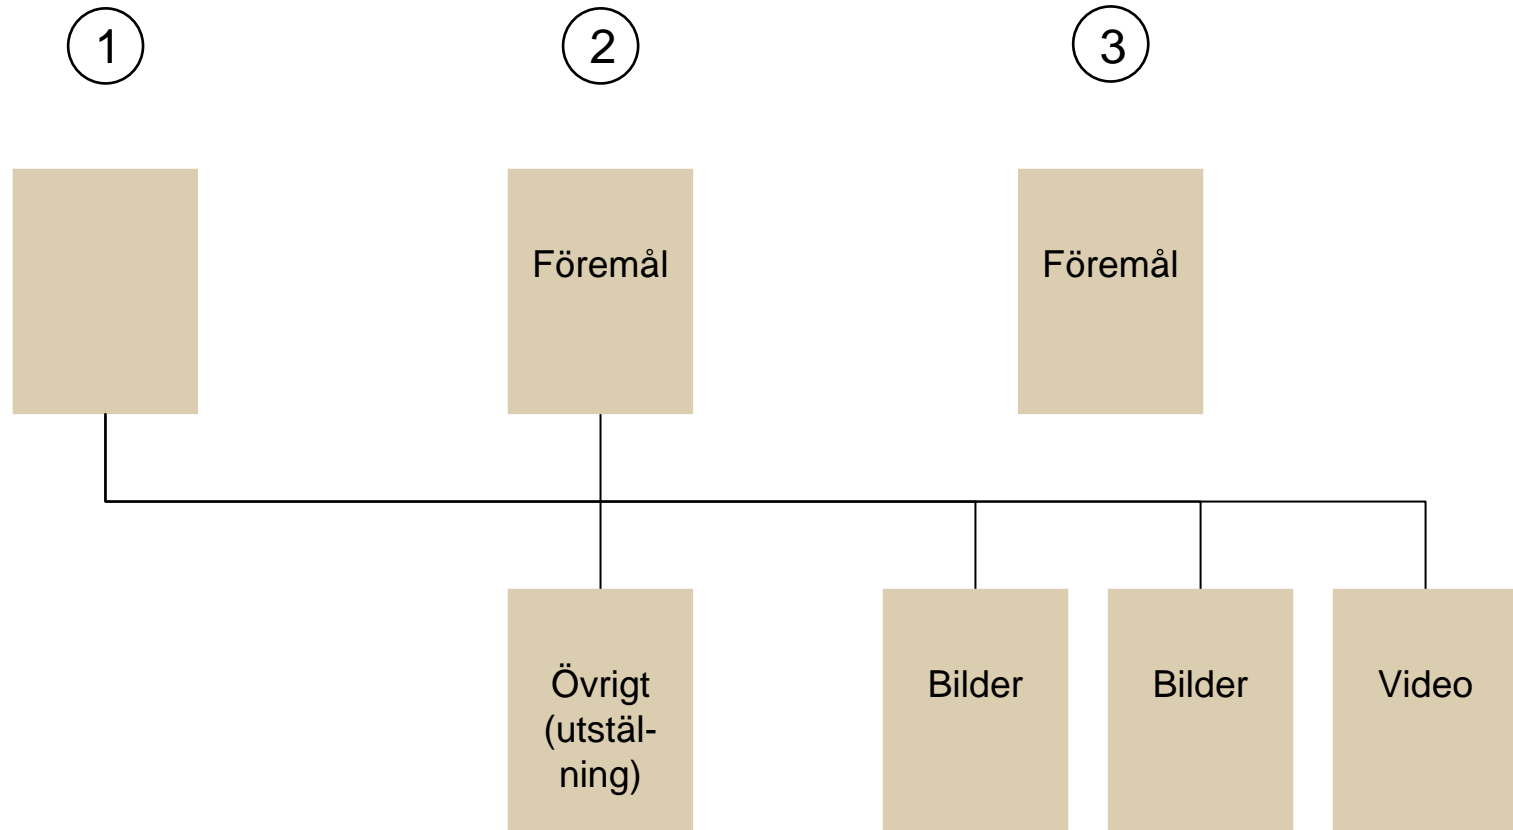 1
2
3
Föremål
Föremål
Övrigt
(utstäl-
ning)
Bilder
Bilder
Video